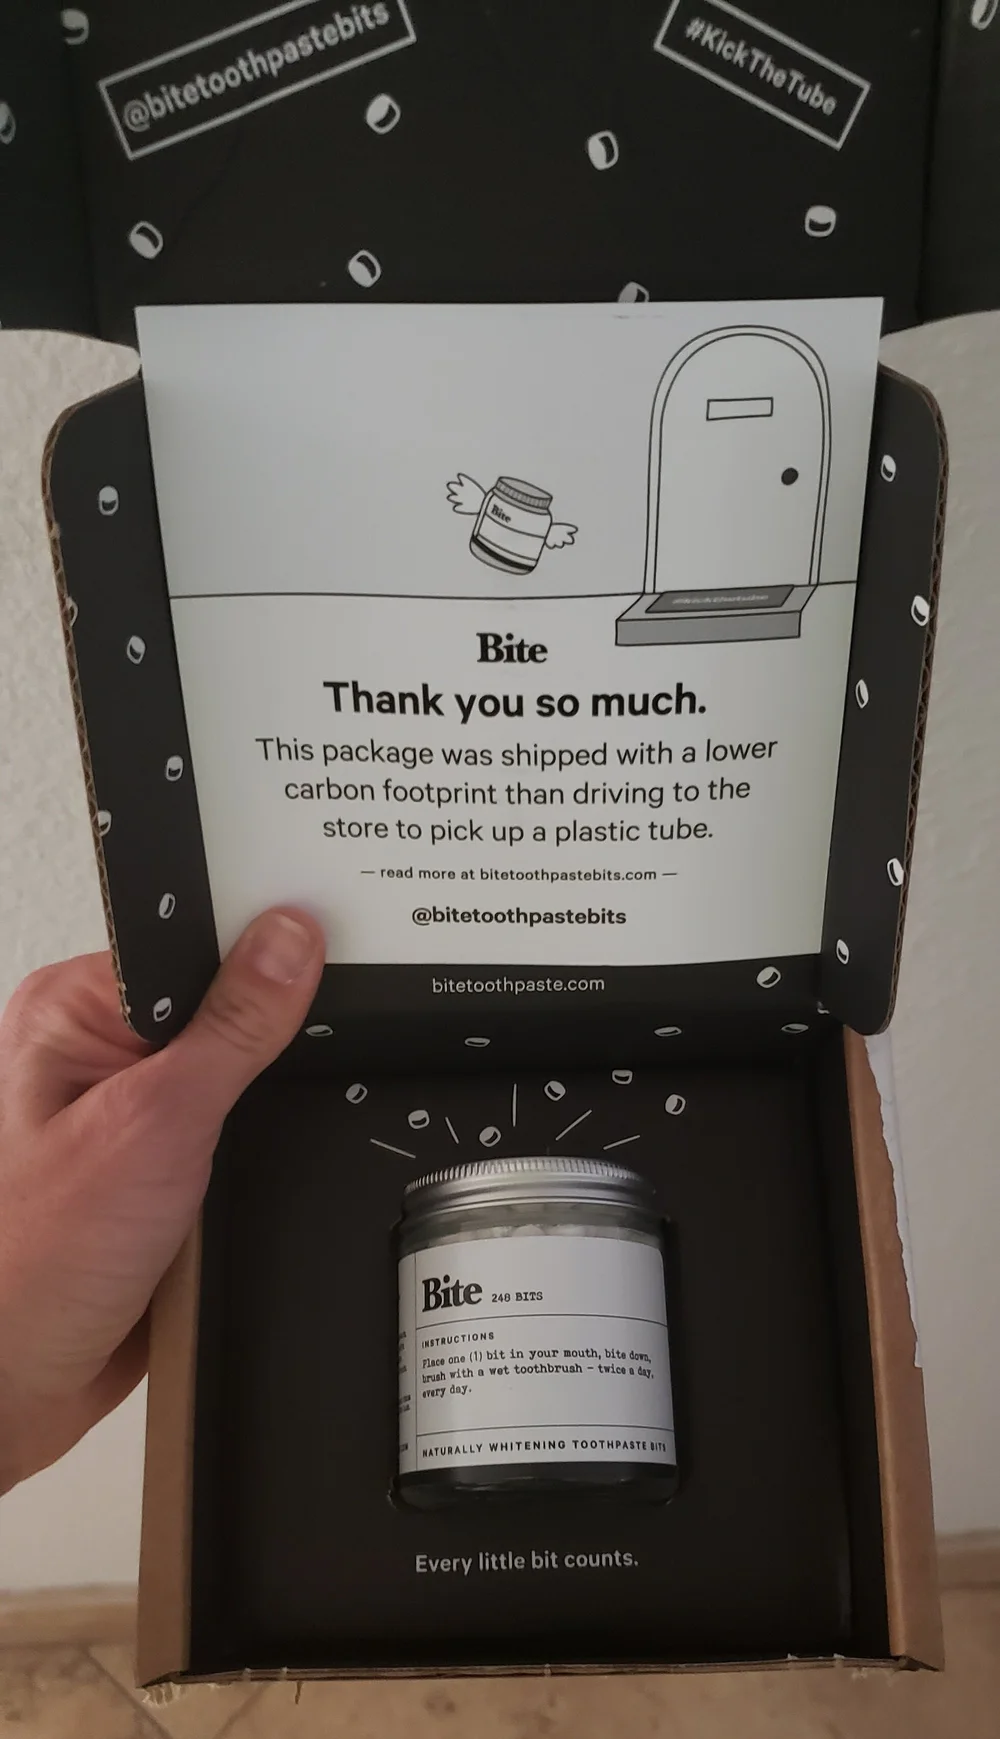 @bitetoothpastebits
#KickTheTube
Bite
#kickthetube
Bite
Thank you so much.
This package was shipped with a lower
carbon footprint than driving to the
store to pick up a plastic tube.
— read more at bitetoothpastebits.com —
@bitetoothpastebits
bitetoothpaste.com
Bite 248 BITS
INSTRUCTIONS
Place one (1) bit in your mouth, bite down,
brush with a wet toothbrush – twice a day,
every day.
NATURALLY WHITENING TOOTHPASTE BITS
Every little bit counts.